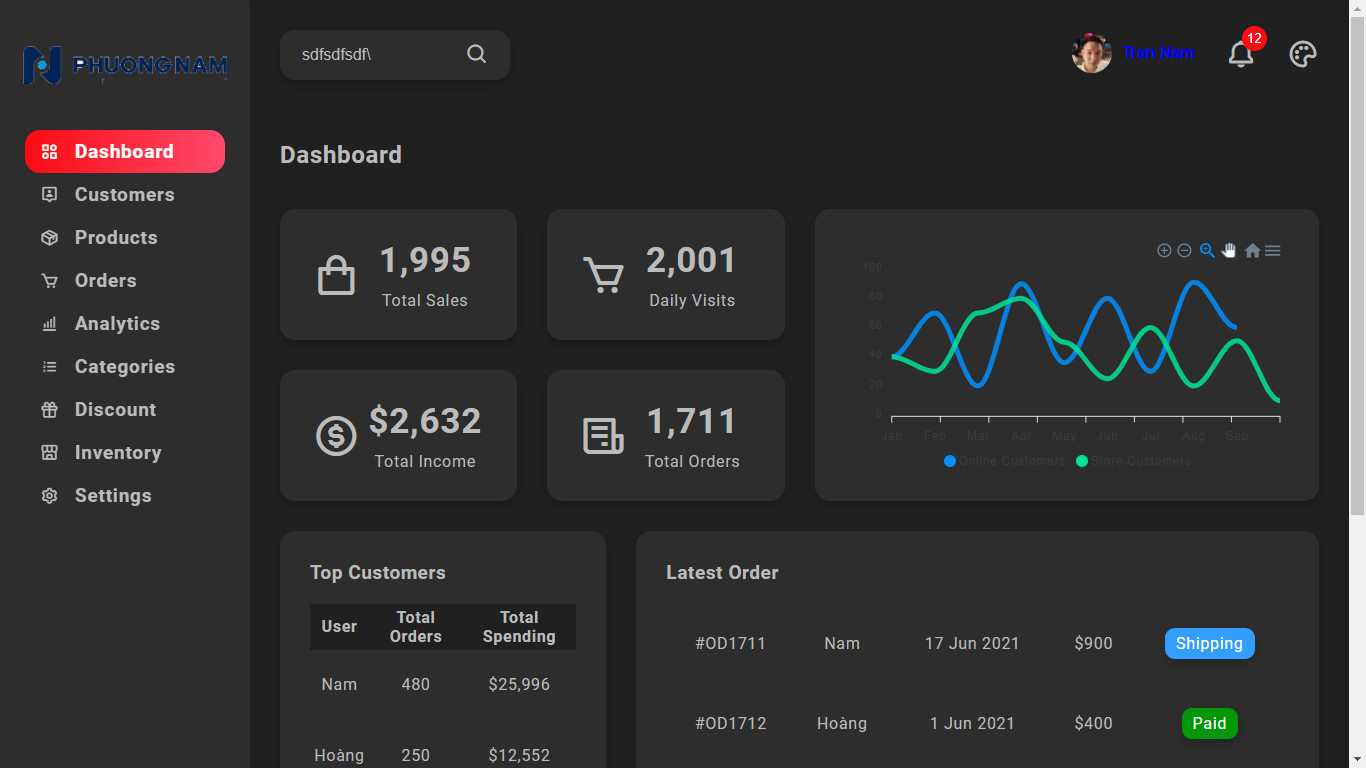 PHUONGNAM
sdfsdfsdf\
Tran Nam
12
Dashboard
Customers
Products
Orders
Analytics
Categories
Discount
Inventory
Settings
Dashboard
1,995
Total Sales
2,001
Daily Visits
$2,632
Total Income
1,711
Total Orders
100
80
60
40
20
0
Jan Feb Mar Apr May Jun Jul Aug Sep
Online Customers Store Customers
Top Customers
User Total Orders Total Spending
Nam 480 $25,996
Hoàng 250 $12,552
Latest Order
#OD1711 Nam 17 Jun 2021 $900 Shipping
#OD1712 Hoàng 1 Jun 2021 $400 Paid